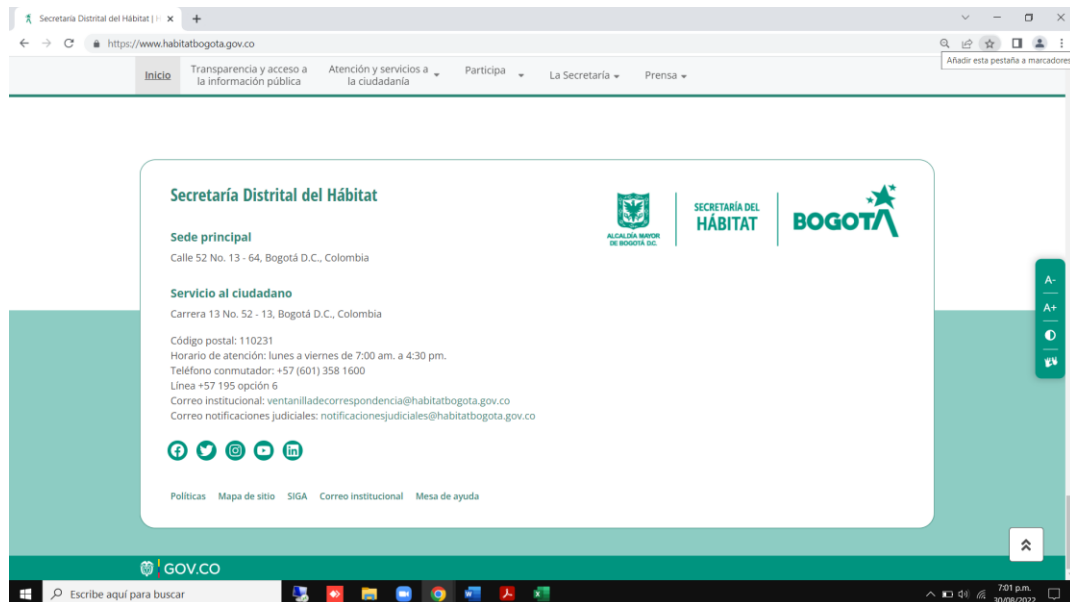 Secretaría Distrital del Hábitat | H
https://www.habitatbogota.gov.co
Añadir esta pestaña a marcadores
Inicio
Transparencia y acceso a
la información pública
Atención y servicios a
la ciudadanía
Participa
La Secretaría
Prensa
Secretaría Distrital del Hábitat
ALCALDÍA MAYOR
DE BOGOTÁ D.C.
SECRETARÍA DEL
HÁBITAT
BOGOTÁ
Sede principal
Calle 52 No. 13 - 64, Bogotá D.C., Colombia
Servicio al ciudadano
Carrera 13 No. 52 - 13, Bogotá D.C., Colombia
Código postal: 110231
Horario de atención: lunes a viernes de 7:00 am. a 4:30 pm.
Teléfono conmutador: +57 (601) 358 1600
Línea +57 195 opción 6
Correo institucional: ventanilladecorrespondencia@habitatbogota.gov.co
Correo notificaciones judiciales: notificacionesjudiciales@habitatbogota.gov.co
Políticas Mapa de sitio SIGA Correo institucional Mesa de ayuda
A-
A+
GOV.CO
Escribe aquí para buscar
7:01 p.m.
30/08/2022